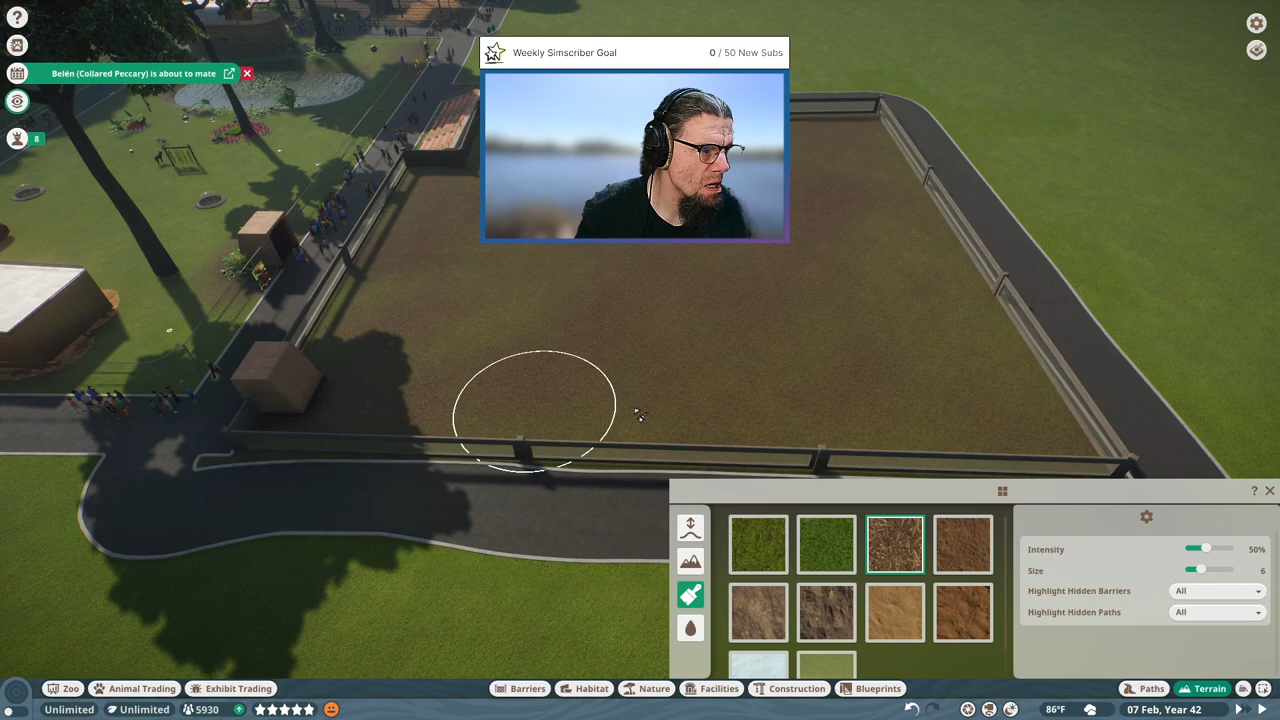 Weekly Simscriber Goal 0 / 50 New Subs
Belén (Collared Peccary) is about to mate
8
Intensity 50%
Size 6
Highlight Hidden Barriers All
Highlight Hidden Paths All
Zoo Animal Trading Exhibit Trading Barriers Habitat Nature Facilities Construction Blueprints Paths Terrain
Unlimited Unlimited 5930 86°F 07 Feb, Year 42